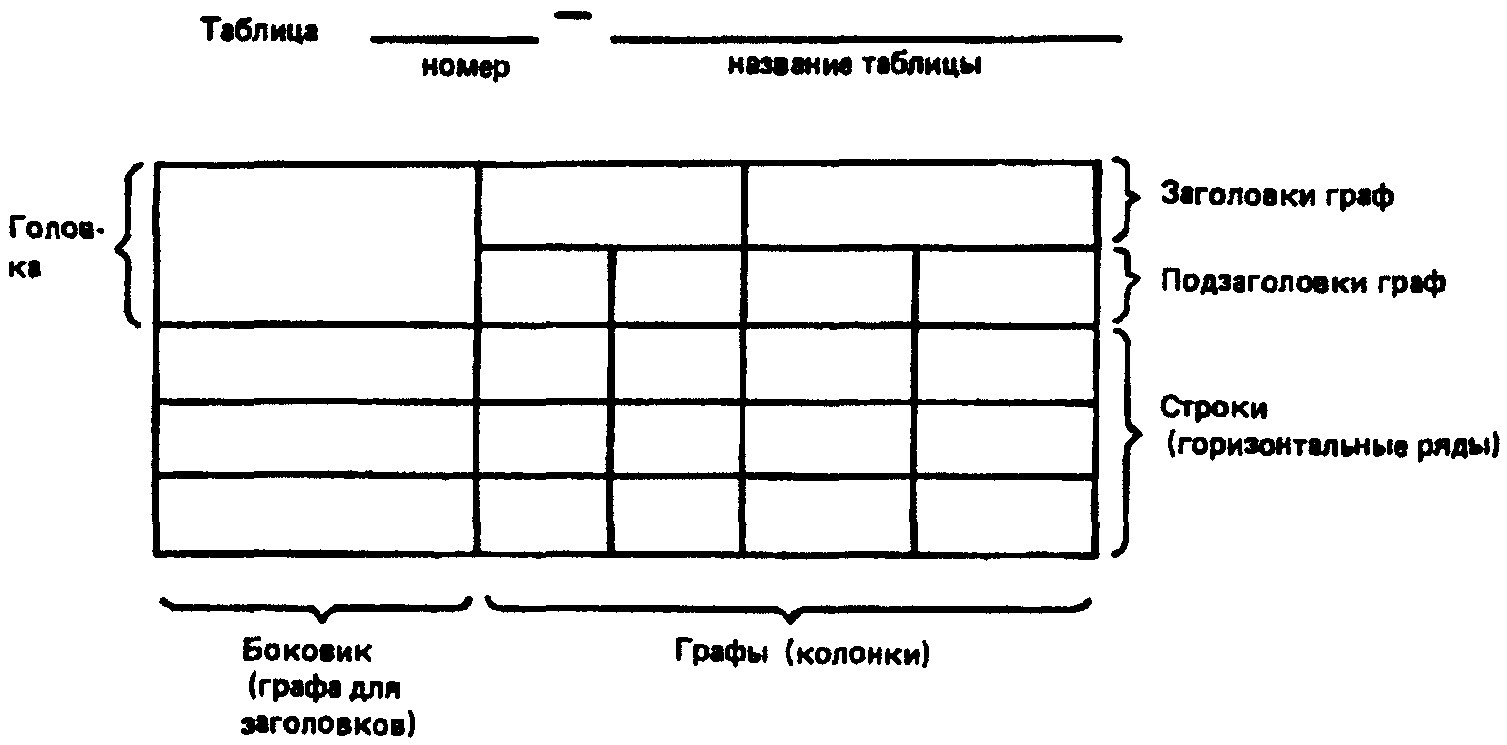 Таблица — 
номер название таблицы
Заголовки граф
Голов-
ка
Подзаголовки граф
Строки
(горизонтальные ряды)
Боковик
(графа для
заголовков)
Графы (колонки)